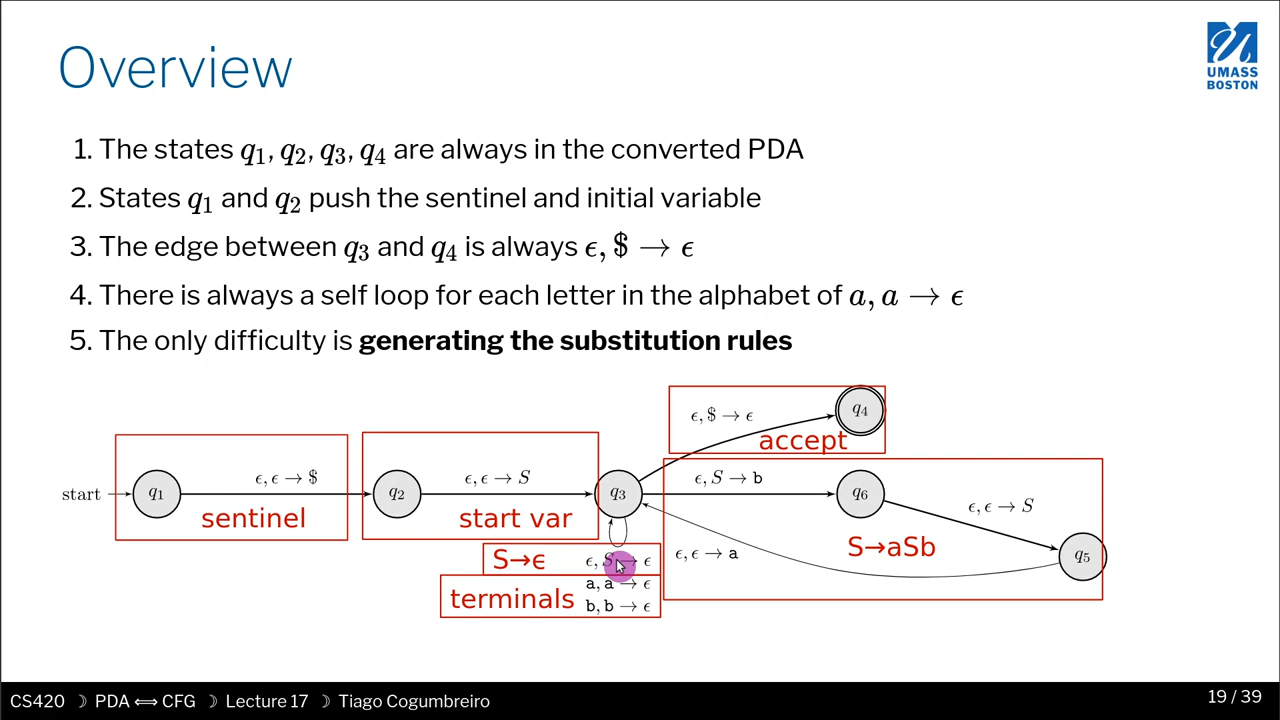 Overview
UMASS
BOSTON
1. The states q₁, q₂, q₃, q₄ are always in the converted PDA
2. States q₁ and q₂ push the sentinel and initial variable
3. The edge between q₃ and q₄ is always ϵ, $ → ϵ
4. There is always a self loop for each letter in the alphabet of a, a → ϵ
5. The only difficulty is generating the substitution rules
start
q₁
ϵ, ϵ → $
sentinel
q₂
ϵ, ϵ → S
start var
q₃
ϵ, $ → ϵ
q₄
accept
ϵ, S → b
q₆
ϵ, ϵ → S
S→aSb
q₅
ϵ, ϵ → a
S→ϵ
ϵ, S → ϵ
terminals
a, a → ϵ
b, b → ϵ
CS420 ☽ PDA ⟺ CFG ☽ Lecture 17 ☽ Tiago Cogumbreiro
19 / 39